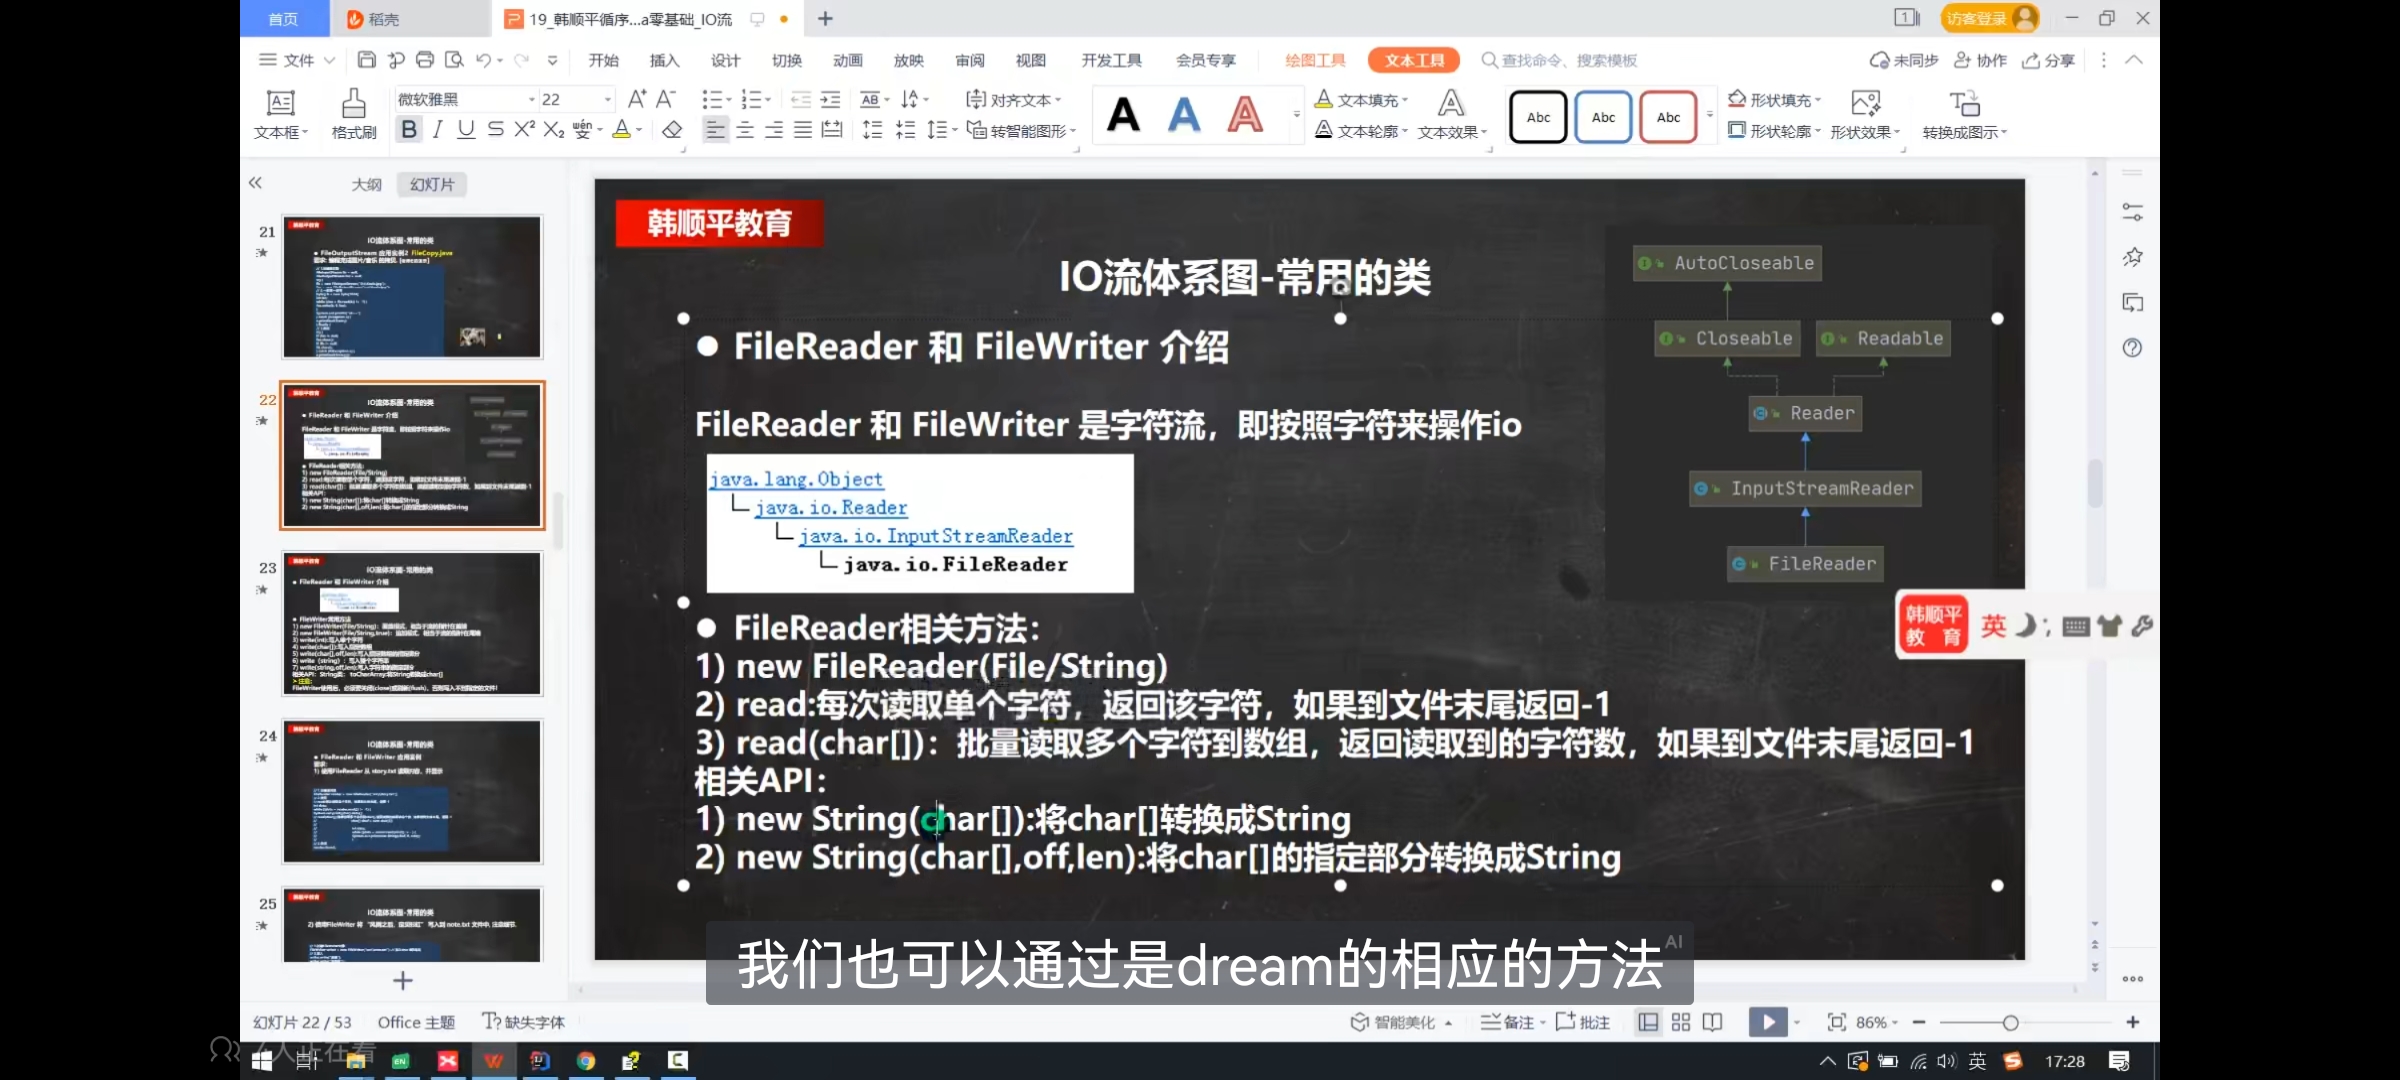 首页
稻壳
19_韩顺平循序...a零基础_IO流
访客登录
文件
开始
插入
设计
切换
动画
放映
审阅
视图
开发工具
会员专享
绘图工具
文本工具
查找命令、搜索模板
未同步
协作
分享
文本框
格式刷
微软雅黑
22
对齐文本
转智能图形
文本填充
文本轮廓
文本效果
Abc
Abc
Abc
形状填充
形状轮廓
形状效果
转换成图示
大纲
幻灯片
21
22
23
24
25
韩顺平教育
IO流体系图-常用的类
● FileReader 和 FileWriter 介绍
FileReader 和 FileWriter 是字符流，即按照字符来操作io
java.lang.Object
java.io.Reader
java.io.InputStreamReader
java.io.FileReader
AutoCloseable
Closeable
Readable
Reader
InputStreamReader
FileReader
● FileReader相关方法：
1) new FileReader(File/String)
2) read:每次读取单个字符，返回该字符，如果到文件末尾返回-1
3) read(char[])：批量读取多个字符到数组，返回读取到的字符数，如果到文件末尾返回-1
相关API：
1) new String(char[]):将char[]转换成String
2) new String(char[],off,len):将char[]的指定部分转换成String
韩顺平
教 育
英
我们也可以通过是dream的相应的方法
AI
幻灯片 22 / 53
Office 主题
缺失字体
智能美化
备注
批注
86%
人正在看
英
17:28